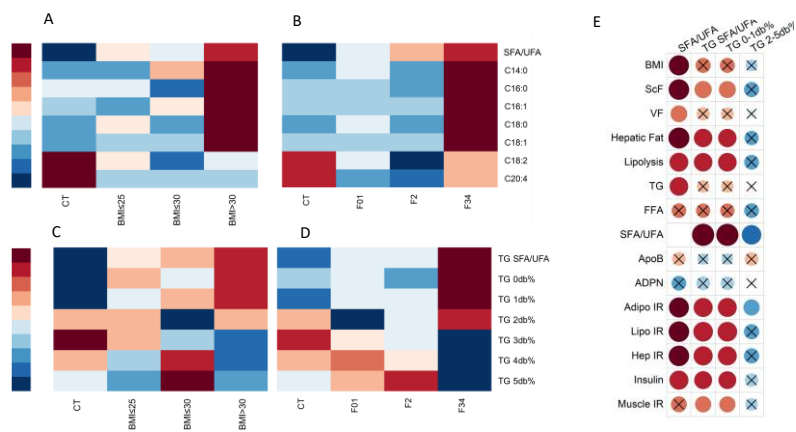 A
B
E
SFA/UFA
C14:0
C16:0
C16:1
C18:0
C18:1
C18:2
C20:4
CT
BMI≤25
BMI≤30
BMI>30
CT
F01
F2
F34
C
D
TG SFA/UFA
TG 0db%
TG 1db%
TG 2db%
TG 3db%
TG 4db%
TG 5db%
CT
BMI≤25
BMI≤30
BMI>30
CT
F01
F2
F34
SFA/UFA
TG SFA/UFA
TG 0-1db%
TG 2-5db%
BMI
ScF
VF
Hepatic Fat
Lipolysis
TG
FFA
SFA/UFA
ApoB
ADPN
Adipo IR
Lipo IR
Hep IR
Insulin
Muscle IR